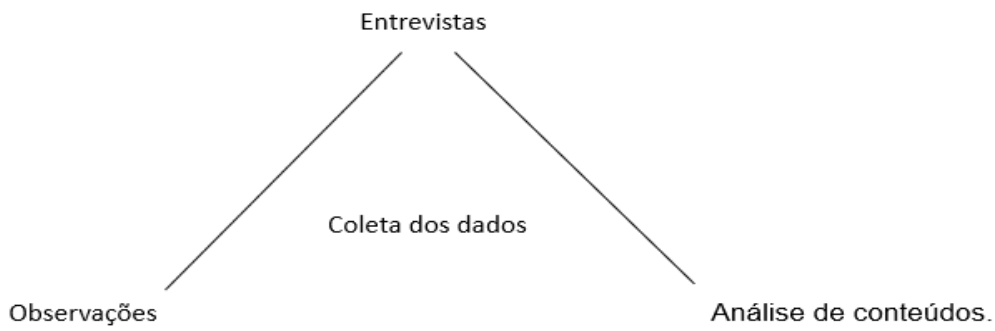 Entrevistas
Coleta dos dados
Observações
Análise de conteúdos.